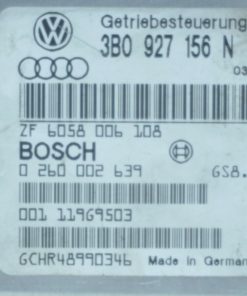 Getriebesteuerung
3B0 927 156 N
03
ZF 6058 006 108
BOSCH
0 260 002 639 GS8.
001 11969503
GCHR48990346 Made in German